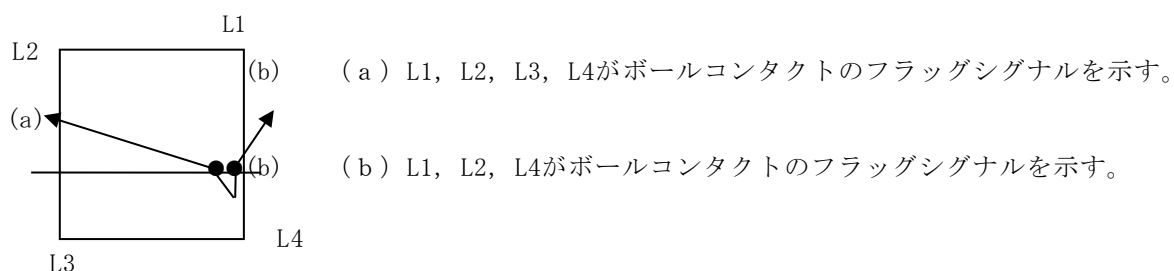 L1
L2
(b) (a) L1, L2, L3, L4がボールコンタクトのフラッグシグナルを示す。
(a)
(b) (b) L1, L2, L4がボールコンタクトのフラッグシグナルを示す。
L4
L3